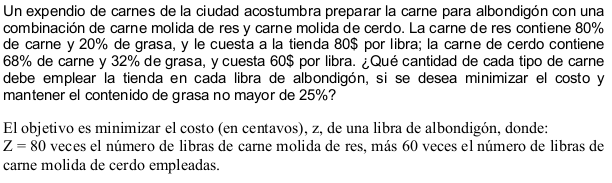 Un expendio de carnes de la ciudad acostumbra preparar la carne para albondigón con una
combinación de carne molida de res y carne molida de cerdo. La carne de res contiene 80%
de carne y 20% de grasa, y le cuesta a la tienda 80$ por libra; la carne de cerdo contiene
68% de carne y 32% de grasa, y cuesta 60$ por libra. ¿Qué cantidad de cada tipo de carne
debe emplear la tienda en cada libra de albondigón, si se desea minimizar el costo y
mantener el contenido de grasa no mayor de 25%?
El objetivo es minimizar el costo (en centavos), z, de una libra de albondigón, donde:
Z = 80 veces el número de libras de carne molida de res, más 60 veces el número de libras de
carne molida de cerdo empleadas.